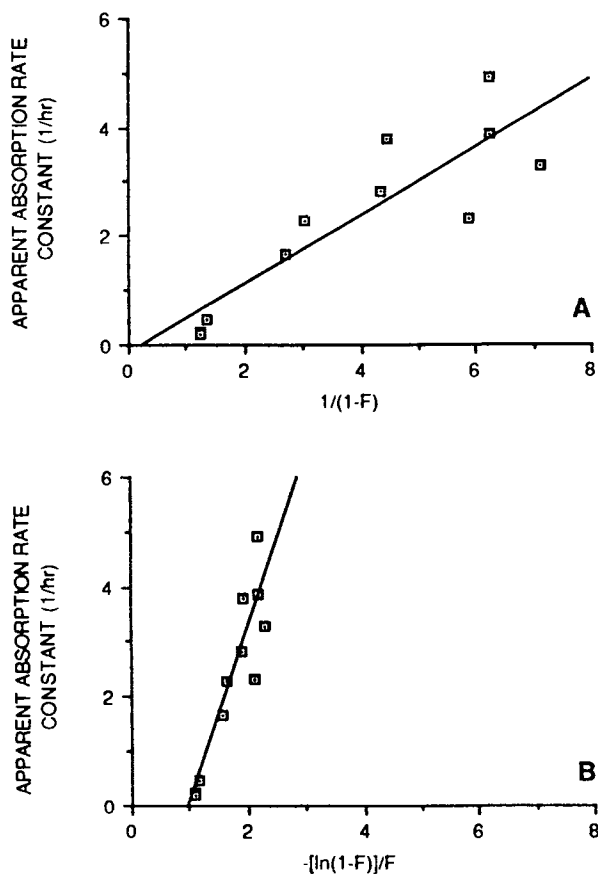 APPARENT ABSORPTION RATE
CONSTANT (1/hr)
6
4
2
0
A
0
2
4
6
8
1/(1-F)
APPARENT ABSORPTION RATE
CONSTANT (1/hr)
6
4
2
0
B
0
2
4
6
8
-[ln(1-F)]/F